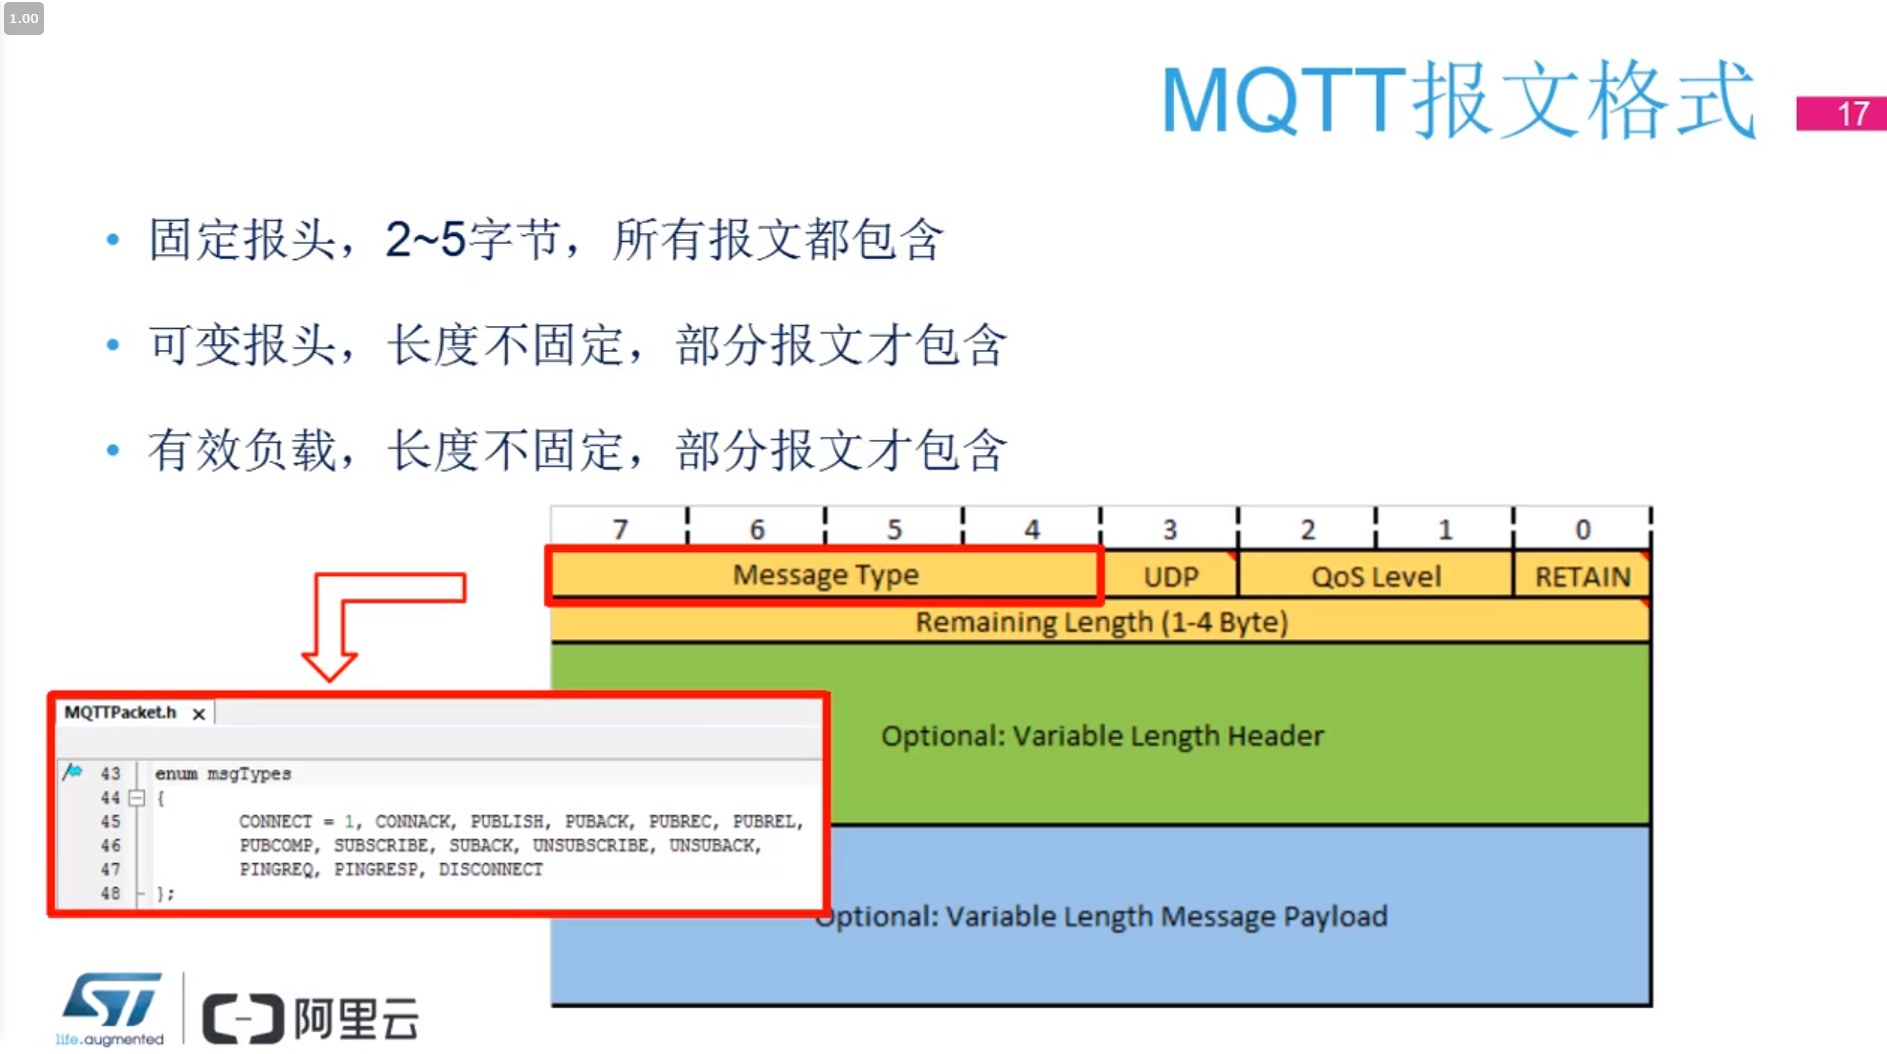 1.00
MQTT报文格式
17
• 固定报头，2~5字节，所有报文都包含
• 可变报头，长度不固定，部分报文才包含
• 有效负载，长度不固定，部分报文才包含
7 6 5 4 3 2 1 0
Message Type UDP QoS Level RETAIN
Remaining Length (1-4 Byte)
Optional: Variable Length Header
Optional: Variable Length Message Payload
MQTTPacket.h x
43 enum msgTypes
44 {
45 CONNECT = 1, CONNACK, PUBLISH, PUBACK, PUBREC, PUBREL,
46 PUBCOMP, SUBSCRIBE, SUBACK, UNSUBSCRIBE, UNSUBACK,
47 PINGREQ, PINGRESP, DISCONNECT
48 };
ST
life.augmented
阿里云